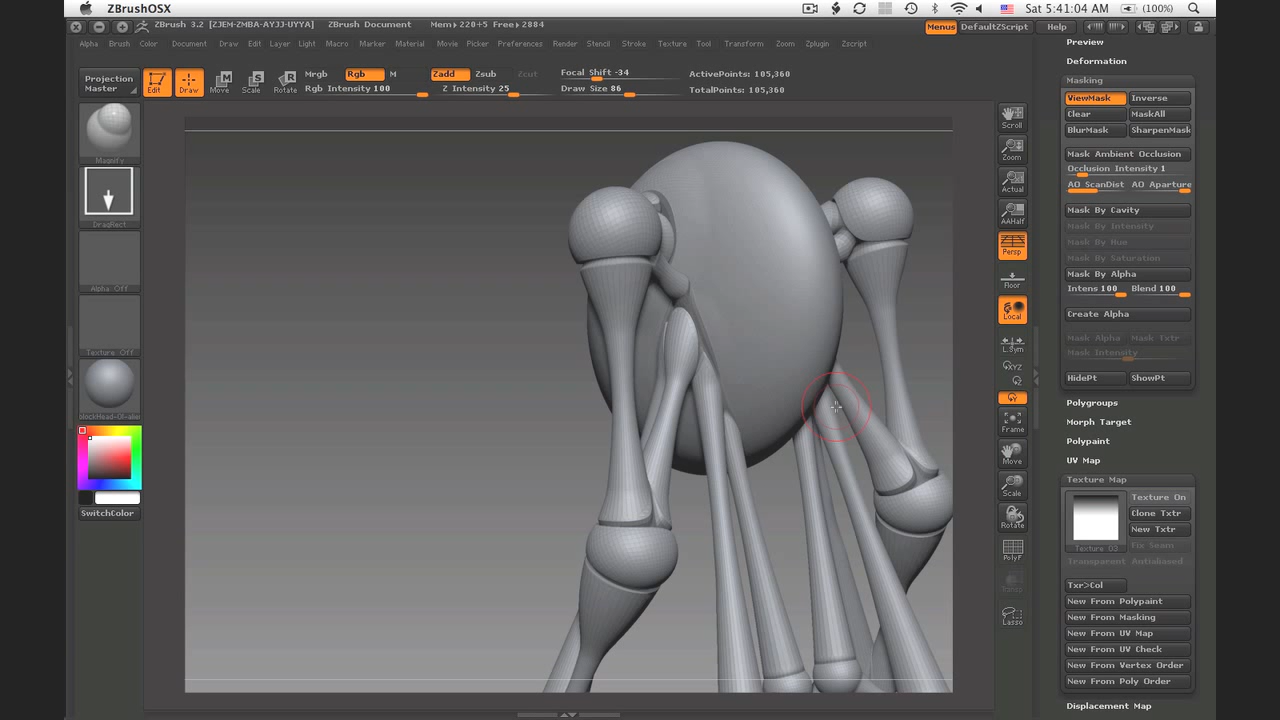 ZBrushOSX
Sat 5:41:04 AM
(100%)
ZBrush 3.2 [ZJEM-ZMBA-AYJJ-UYYA]
ZBrush Document
Mem▸220+5 Free▸2884
Menus
DefaultZScript
Help
Alpha Brush Color Document Draw Edit Layer Light Macro Marker Material Movie Picker Preferences Render Stencil Stroke Texture Tool Transform Zoom Zplugin Zscript
Projection
Master
Edit
Draw
Move
Scale
Rotate
Mrgb Rgb M
Rgb Intensity 100
Zadd Zsub Zcut
Z Intensity 25
Focal Shift -34
Draw Size 86
ActivePoints: 105,360
TotalPoints: 105,360
Magnify
DragRect
Alpha Off
Texture Off
SwitchColor
Scroll
Zoom
Actual
AAHalf
Persp
Floor
Local
L.Sym
XYZ
Frame
Move
Scale
Rotate
PolyF
Transp
Lasso
Preview
Deformation
Masking
ViewMask Inverse
Clear MaskAll
BlurMask SharpenMask
Mask Ambient Occlusion
Occlusion Intensity 1
AO ScanDist AO Aparture
Mask By Cavity
Mask By Intensity
Mask By Hue
Mask By Saturation
Mask By Alpha
Intens 100 Blend 100
Create Alpha
Mask Alpha Mask Txtr
Mask Intensity
HidePt ShowPt
Polygroups
Morph Target
Polypaint
UV Map
Texture Map
Texture On
Clone Txtr
New Txtr
Fix Seam
Texture 03
Transparent Antialiased
Txr>Col
New From Polypaint
New From Masking
New From UV Map
New From UV Check
New From Vertex Order
New From Poly Order
Displacement Map